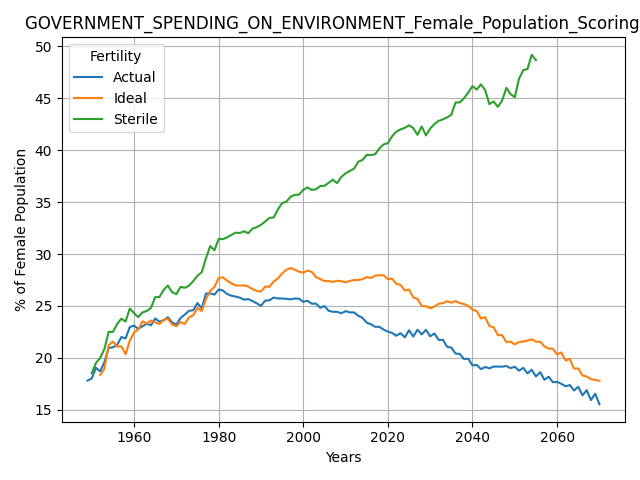 GOVERNMENT_SPENDING_ON_ENVIRONMENT_Female_Population_Scoring
Fertility
Actual
Ideal
Sterile
% of Female Population
50
45
40
35
30
25
20
15
1960
1980
2000
2020
2040
2060
Years